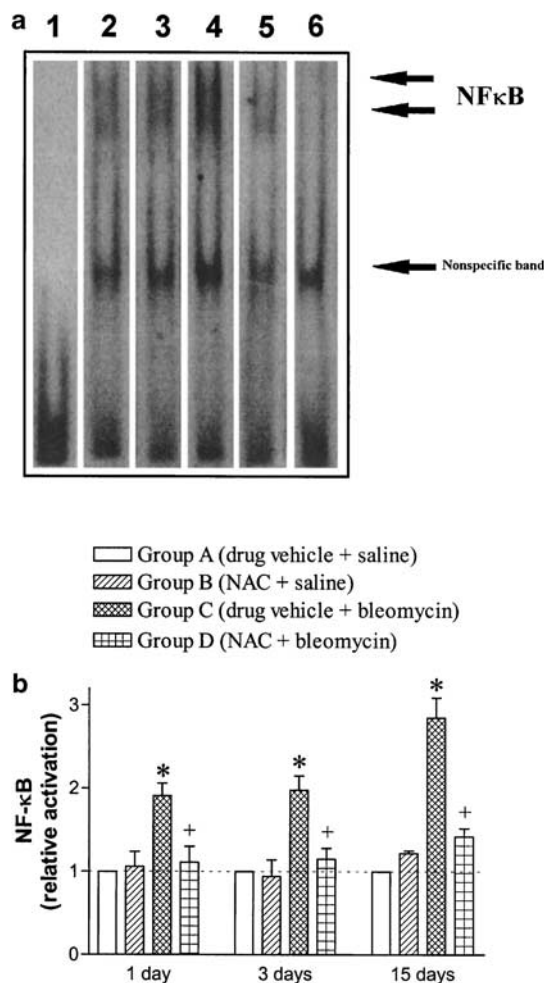 a 1 2 3 4 5 6
NFκB
Nonspecific band
Group A (drug vehicle + saline)
Group B (NAC + saline)
Group C (drug vehicle + bleomycin)
Group D (NAC + bleomycin)
b
NF-κB
(relative activation)
3
2
1
0
* + * + * +
1 day 3 days 15 days